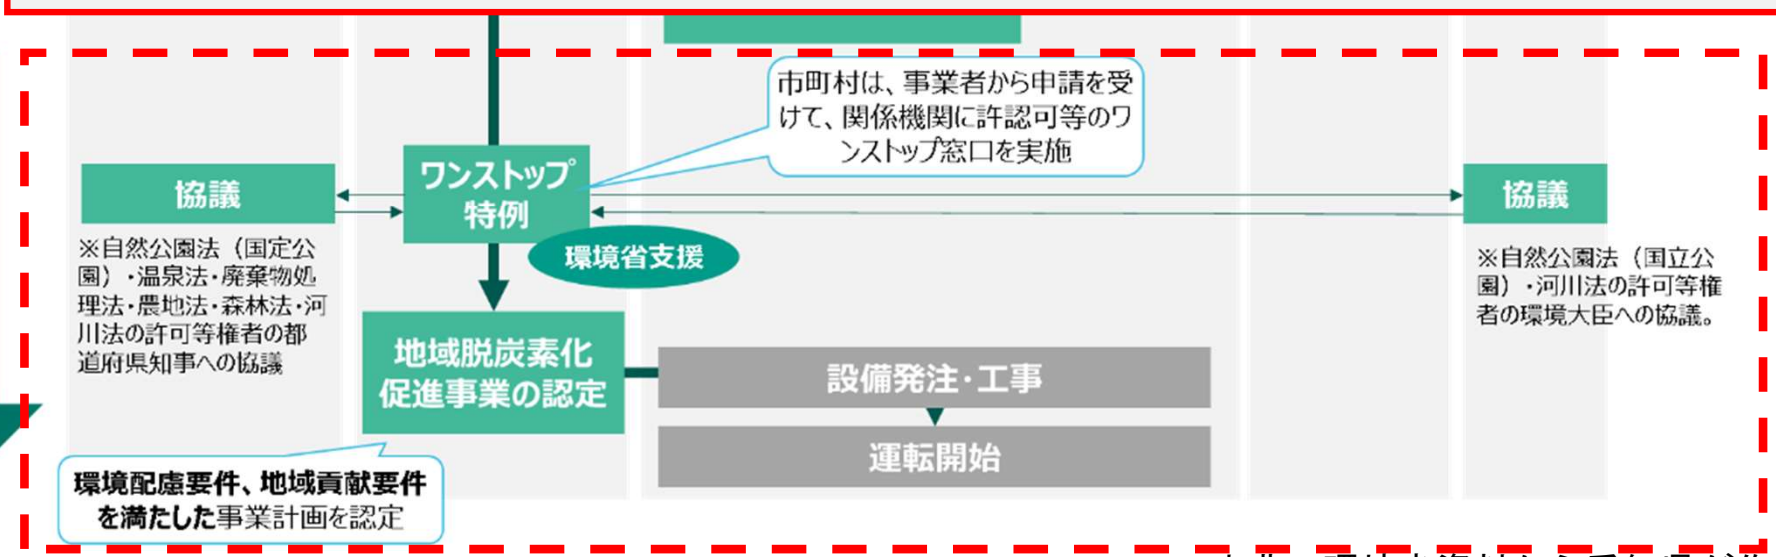 市町村は、事業者から申請を受
けて、関係機関に許認可等のワ
ンストップ窓口を実施
協議
ワンストップ
特例
協議
環境省支援
※自然公園法（国定公
園）・温泉法・廃棄物処
理法・農地法・森林法・河
川法の許可等権者の都
道府県知事への協議
※自然公園法（国立公
園）・河川法の許可等権
者の環境大臣への協議。
地域脱炭素化
促進事業の認定
設備発注・工事
運転開始
環境配慮要件、地域貢献要件
を満たした事業計画を認定